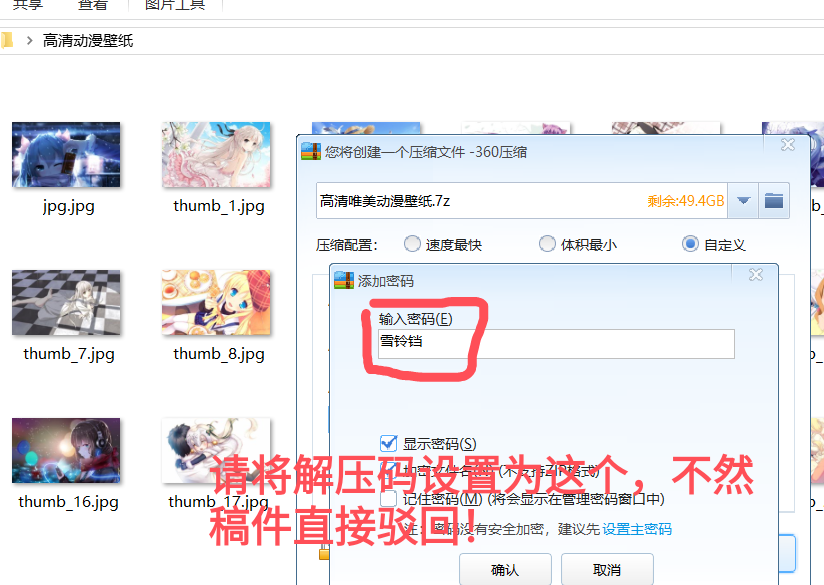 共享 查看 图片工具
高清动漫壁纸
您将创建一个压缩文件 -360压缩
高清唯美动漫壁纸.7z 剩余:49.4GB
jpg.jpg thumb_1.jpg
压缩配置: 速度最快 体积最小 自定义
添加密码
输入密码(E)
雪铃铛
thumb_7.jpg thumb_8.jpg
显示密码(S)
请将解压码设置为这个，不然
稿件直接驳回！
(不支持ZIP格式)
记住密码(M) (将会显示在管理密码窗口中)
thumb_16.jpg thumb_17.jpg
注: 密码没有安全加密，建议先 设置主密码
确认 取消